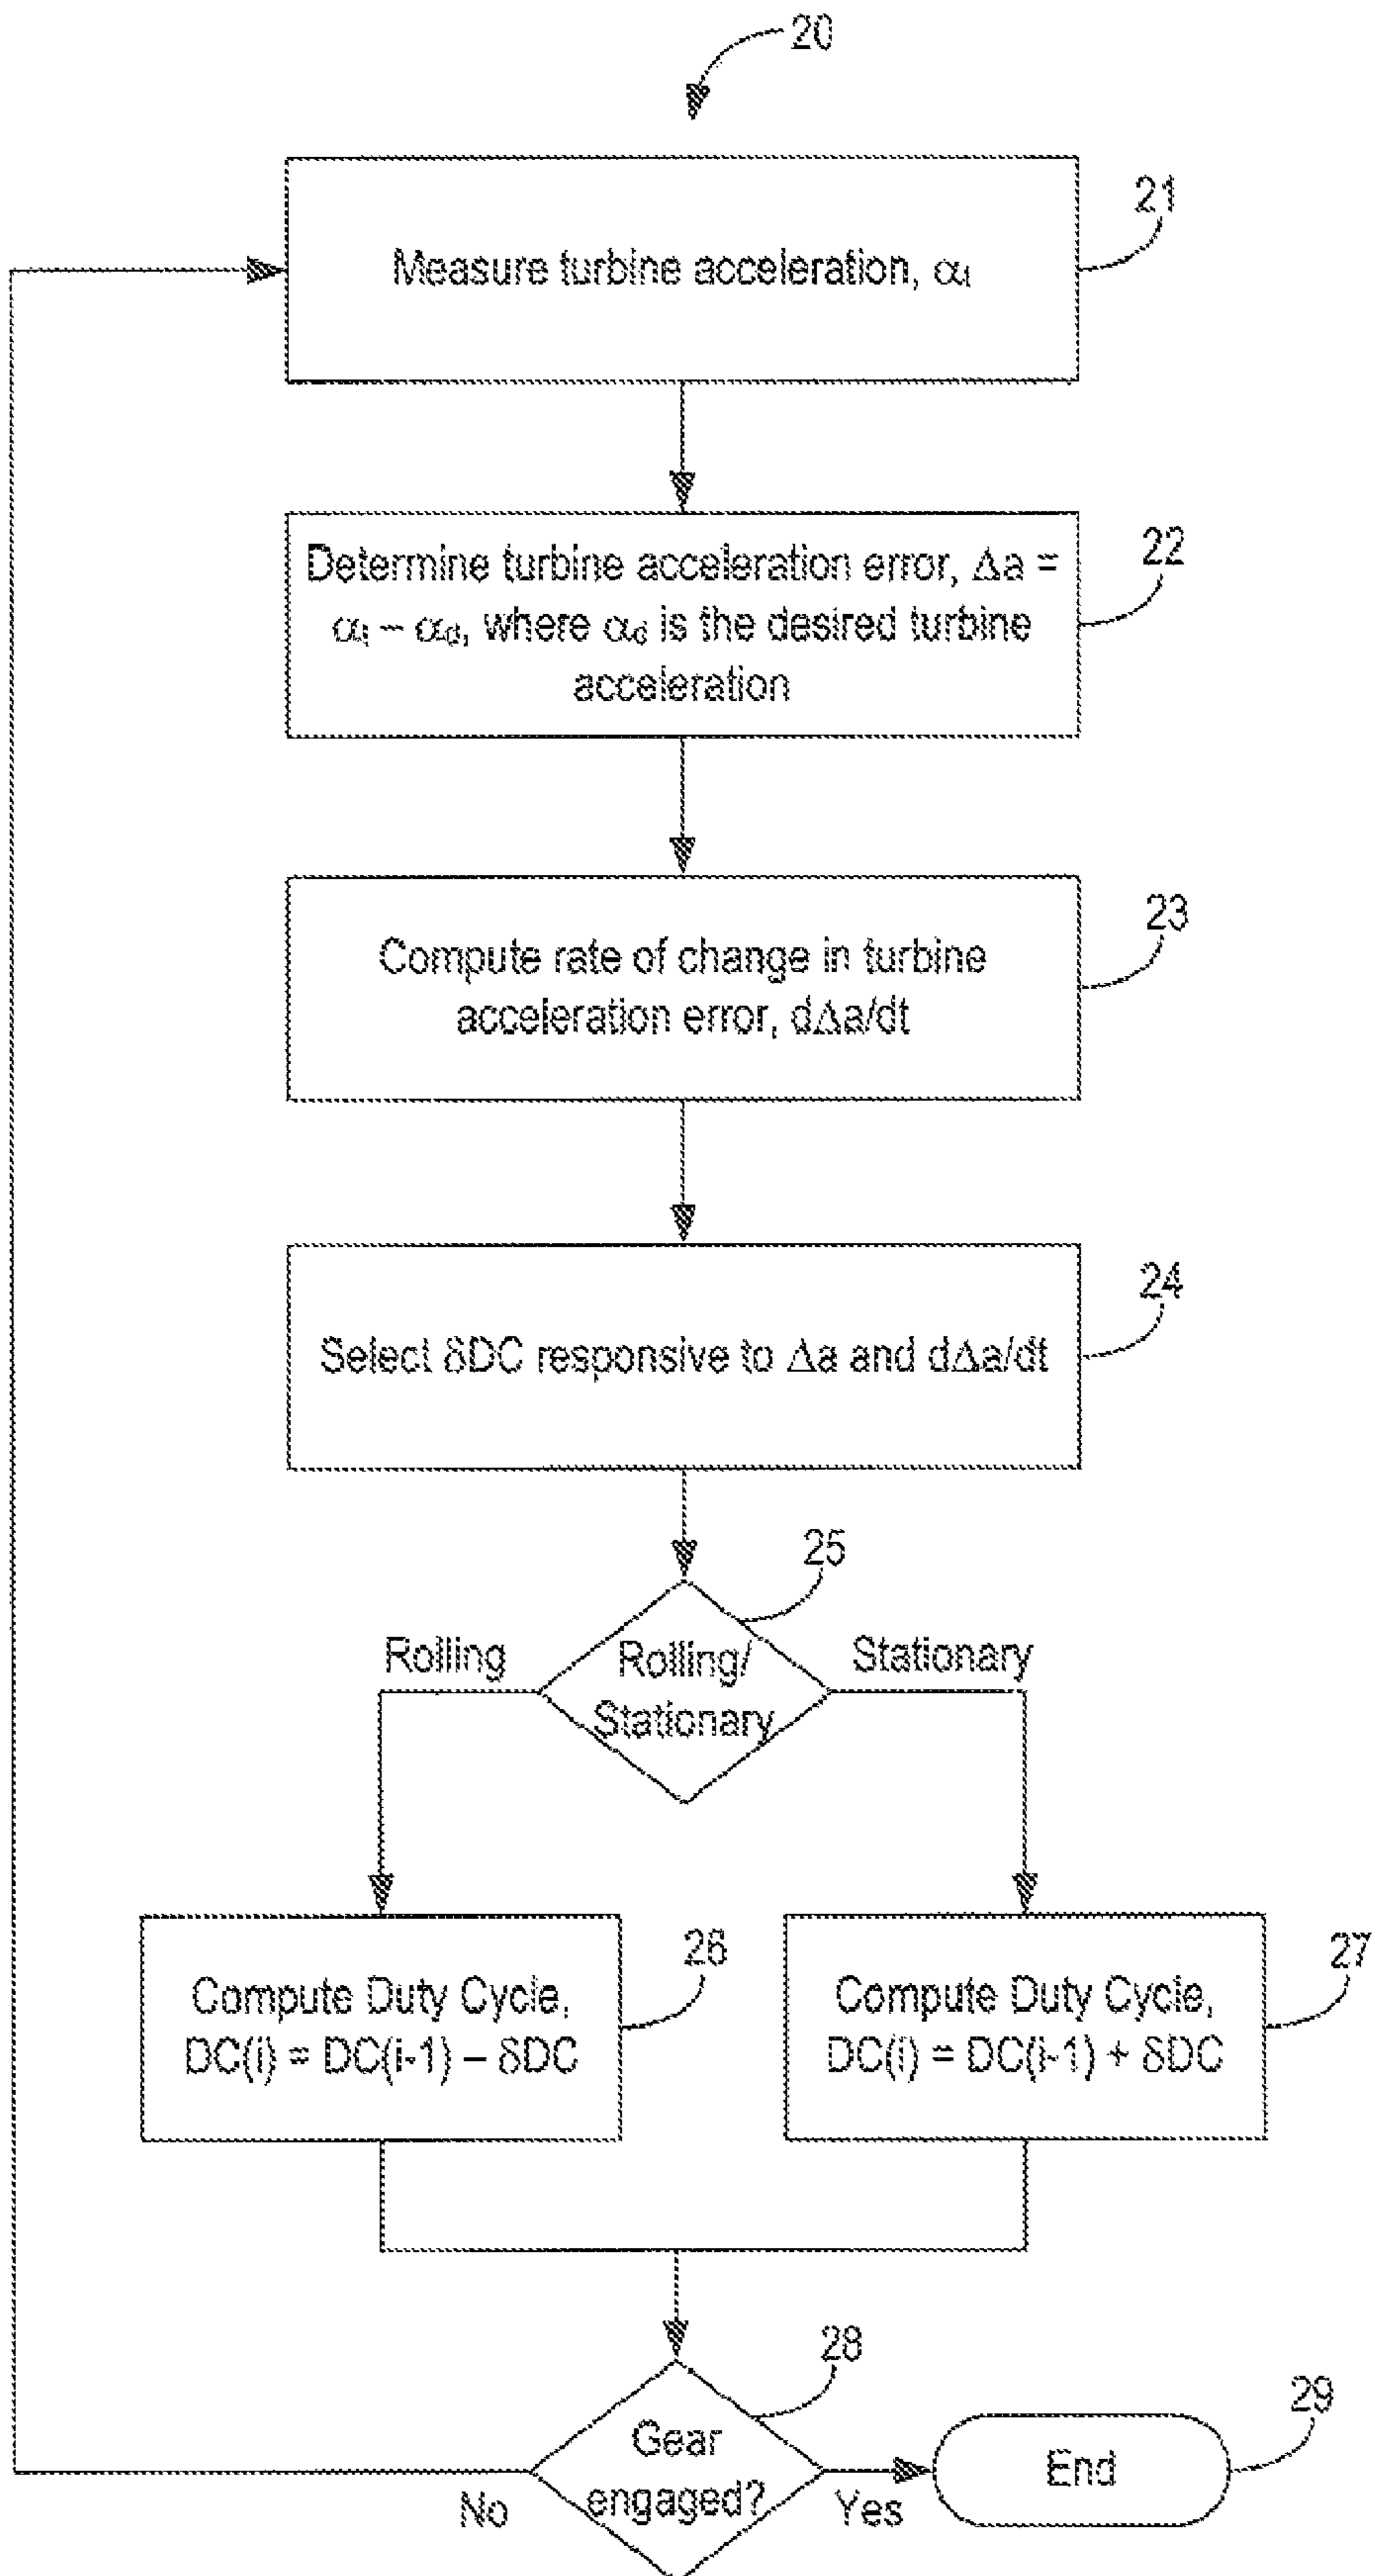 20
21
Measure turbine acceleration, αt
22
Determine turbine acceleration error, Δa =
αt – αd, where αd is the desired turbine
acceleration
23
Compute rate of change in turbine
acceleration error, dΔa/dt
24
Select δDC responsive to Δa and dΔa/dt
25
Rolling
Rolling/
Stationary
Stationary
26
27
Compute Duty Cycle,
DC(i) = DC(i-1) – δDC
Compute Duty Cycle,
DC(i) = DC(i-1) + δDC
28
29
Gear
engaged?
No
Yes
End